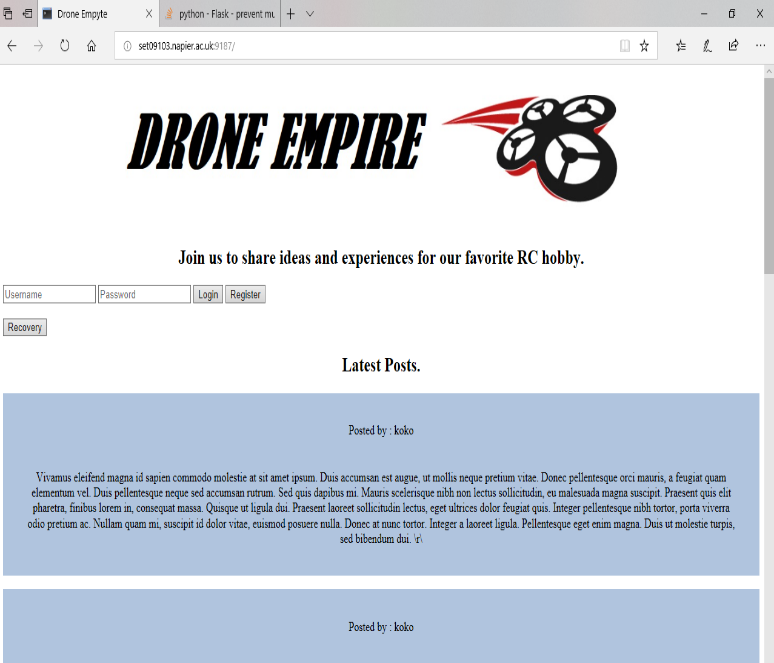 Drone Empyte
python - Flask - prevent mu
set09103.napier.ac.uk:9187/
DRONE EMPIRE
Join us to share ideas and experiences for our favorite RC hobby.
Username Password Login Register
Recovery
Latest Posts.
Posted by : koko
Vivamus eleifend magna id sapien commodo molestie at sit amet ipsum. Duis accumsan est augue, ut mollis neque pretium vitae. Donec pellentesque orci mauris, a feugiat quam
elementum vel. Duis pellentesque neque sed accumsan rutrum. Sed quis dapibus mi. Mauris scelerisque nibh non lectus sollicitudin, eu malesuada magna suscipit. Praesent quis elit
pharetra, finibus lorem in, consequat massa. Quisque ut ligula dui. Praesent laoreet sollicitudin lectus, eget ultrices dolor feugiat quis. Integer pellentesque nibh tortor, porta viverra
odio pretium ac. Nullam quam mi, suscipit id dolor vitae, euismod posuere nulla. Donec at nunc tortor. Integer a laoreet ligula. Pellentesque eget enim magna. Duis ut molestie turpis,
sed bibendum dui. \r\
Posted by : koko